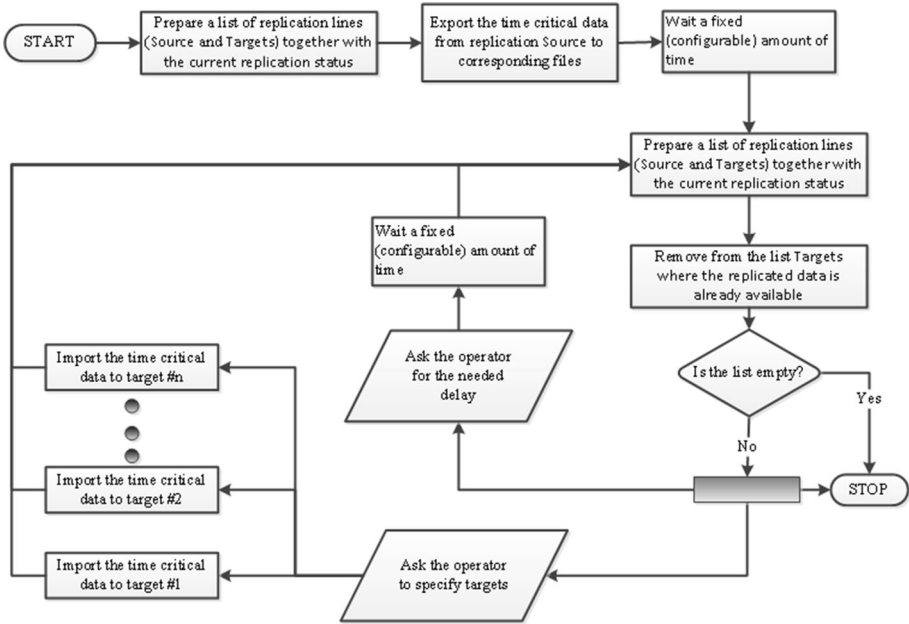 START
Prepare a list of replication lines
(Source and Targets) together with
the current replication status
Export the time critical data
from replication Source to
corresponding files
Wait a fixed
(configurable) amount of
time
Prepare a list of replication lines
(Source and Targets) together with
the current replication status
Wait a fixed
(configurable) amount of
time
Remove from the list Targets
where the replicated data is
already available
Import the time critical
data to target #n
Ask the operator
for the needed
delay
Is the list empty?
Yes
No
Import the time critical
data to target #2
STOP
Import the time critical
data to target #1
Ask the operator
to specify targets